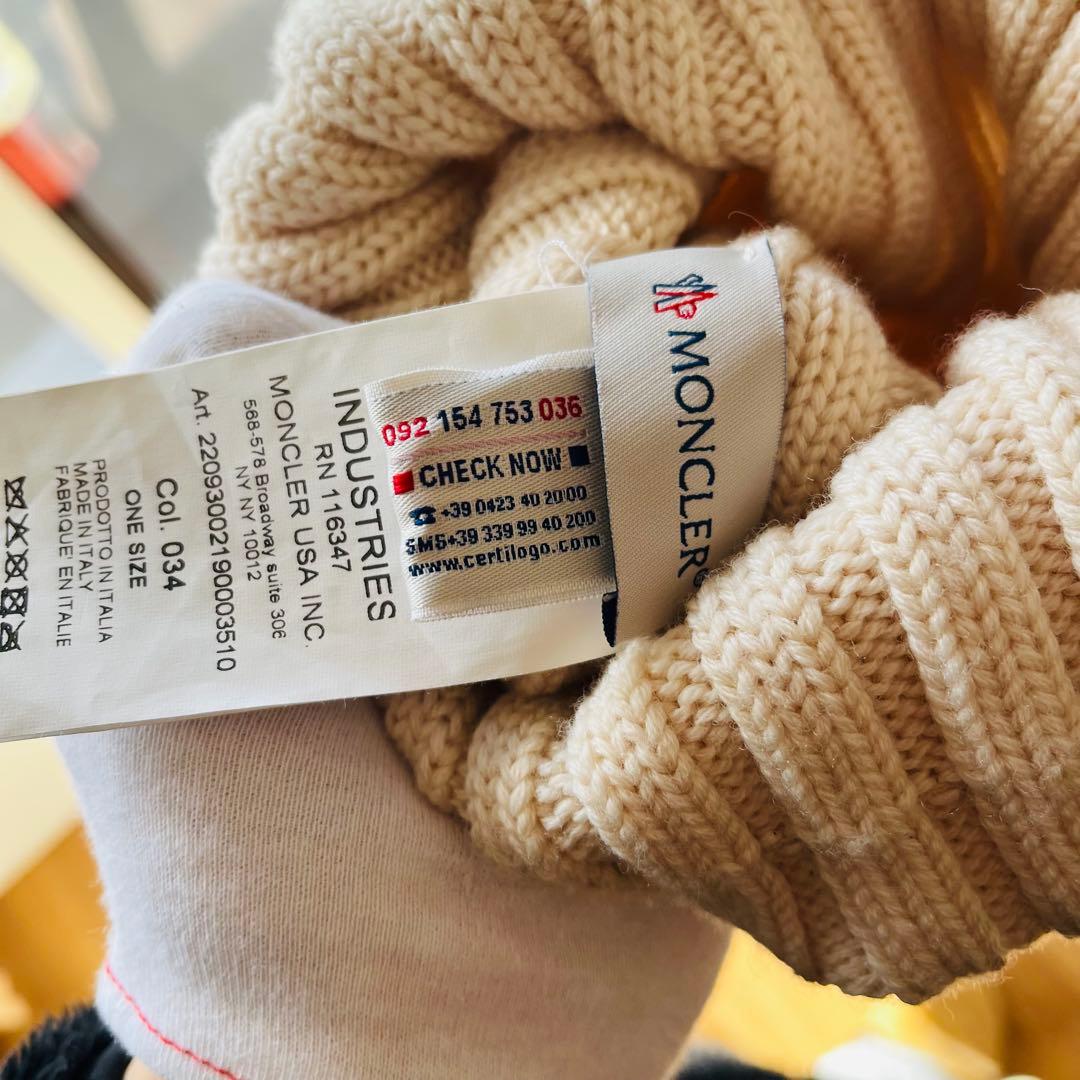 MONCLER
092 154 753 036
CHECK NOW
+39 0423 40 20 00
SMS+39 339 99 40 200
www.certilogo.com
INDUSTRIES
RN 116347
MONCLER USA INC.
568-578 Broadway suite 306
NY NY 10012
Art. 2209300219000003510
Col. 034
ONE SIZE
PRODOTTO IN ITALIA
MADE IN ITALY
FABRIQUE EN ITALIE